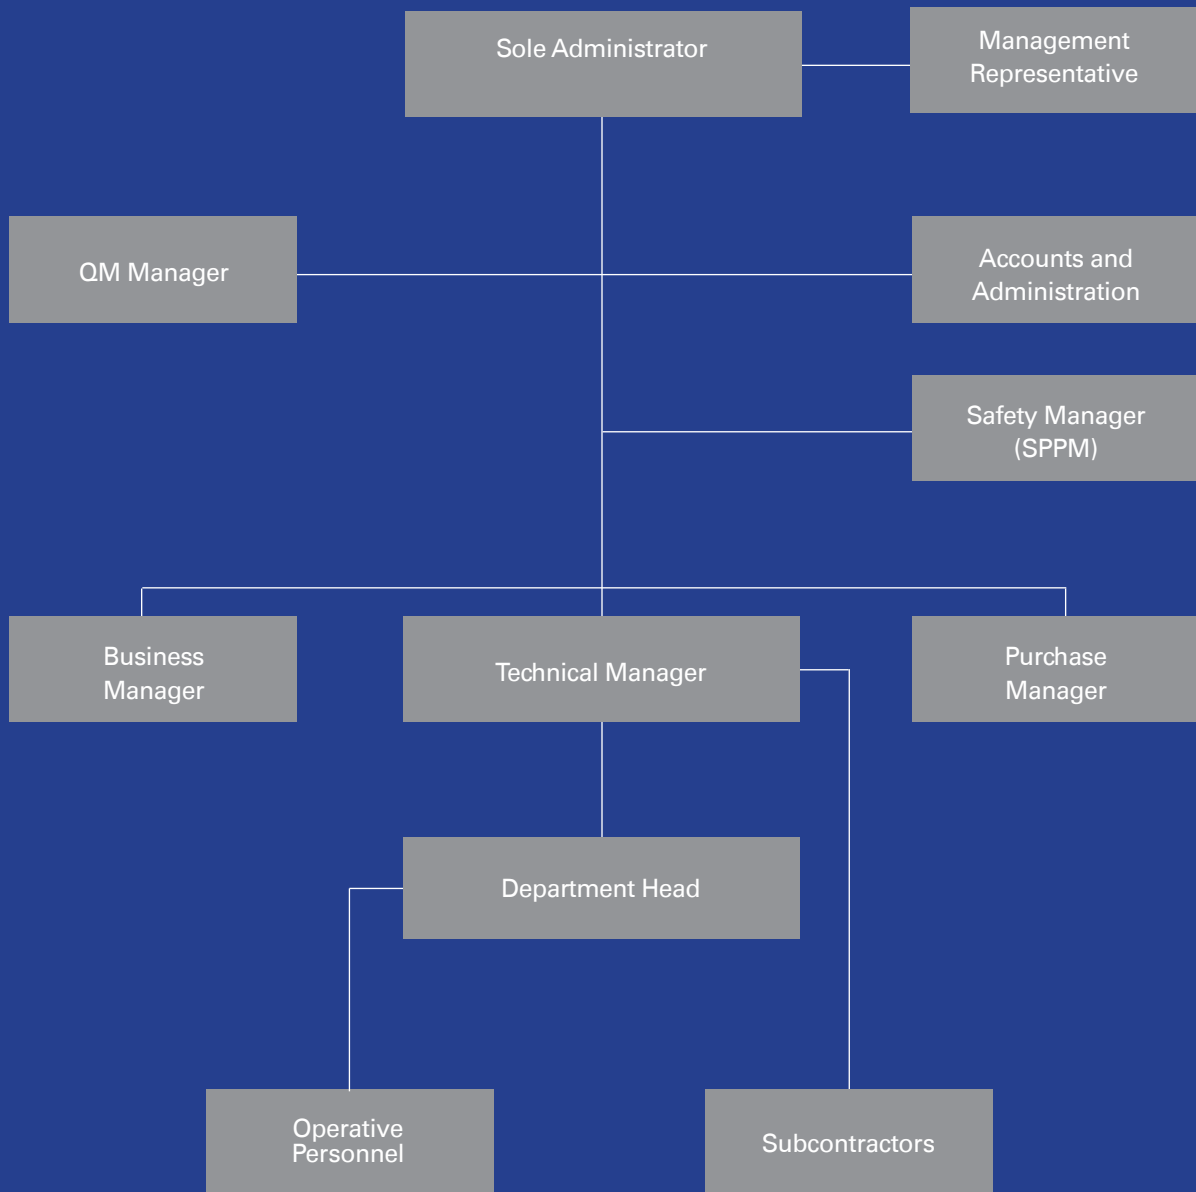 Sole Administrator
Management
Representative
QM Manager
Accounts and
Administration
Safety Manager
(SPPM)
Business
Manager
Technical Manager
Purchase
Manager
Department Head
Operative
Personnel
Subcontractors